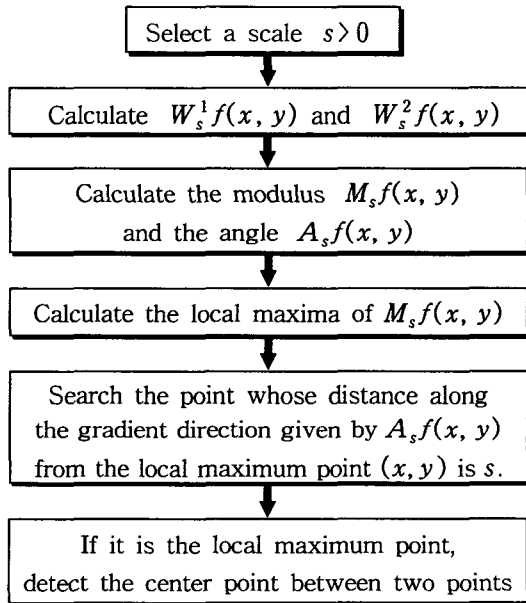 Select a scale s > 0
Calculate W_s^1 f(x, y) and W_s^2 f(x, y)
Calculate the modulus M_s f(x, y)
and the angle A_s f(x, y)
Calculate the local maxima of M_s f(x, y)
Search the point whose distance along
the gradient direction given by A_s f(x, y)
from the local maximum point (x, y) is s.
If it is the local maximum point,
detect the center point between two points